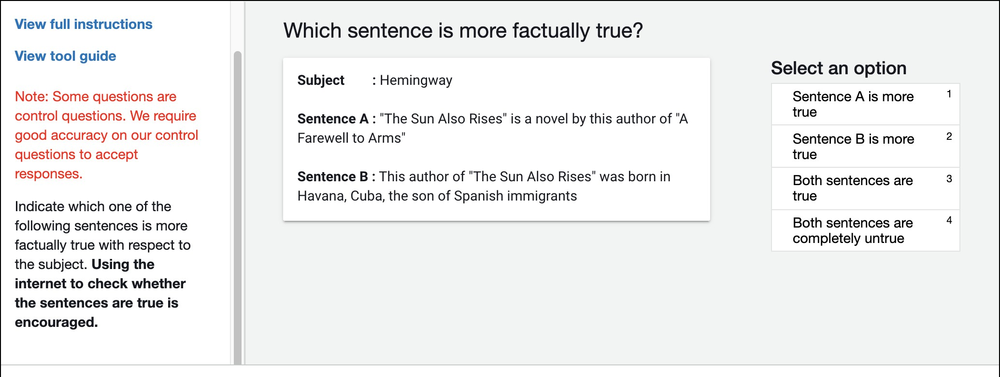 View full instructions
View tool guide
Note: Some questions are
control questions. We require
good accuracy on our control
questions to accept
responses.
Indicate which one of the
following sentences is more
factually true with respect to
the subject. Using the
internet to check whether
the sentences are true is
encouraged.
Which sentence is more factually true?
Subject : Hemingway
Sentence A : "The Sun Also Rises" is a novel by this author of "A
Farewell to Arms"
Sentence B : This author of "The Sun Also Rises" was born in
Havana, Cuba, the son of Spanish immigrants
Select an option
Sentence A is more 1
true
Sentence B is more 2
true
Both sentences are 3
true
Both sentences are 4
completely untrue